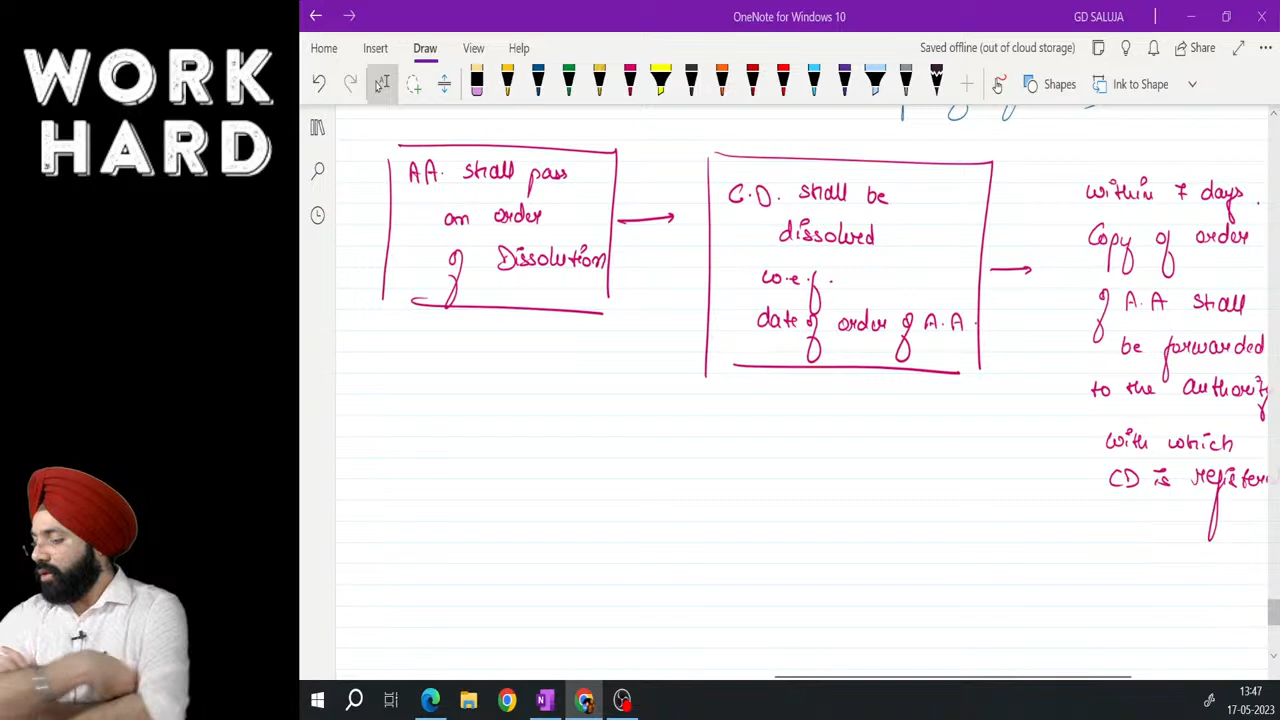 WORK
HARD
OneNote for Windows 10
GD SALUJA
Home
Insert
Draw
View
Help
Saved offline (out of cloud storage)
Share
Shapes
Ink to Shape
AA. shall pass
an order
of Dissolution
C.D. shall be
dissolved
w.e.f.
date of order of A.A.
within 7 days.
Copy of order
of A.A shall
be forwarded
to the authority
with which
CD is
13:47
17-05-2023